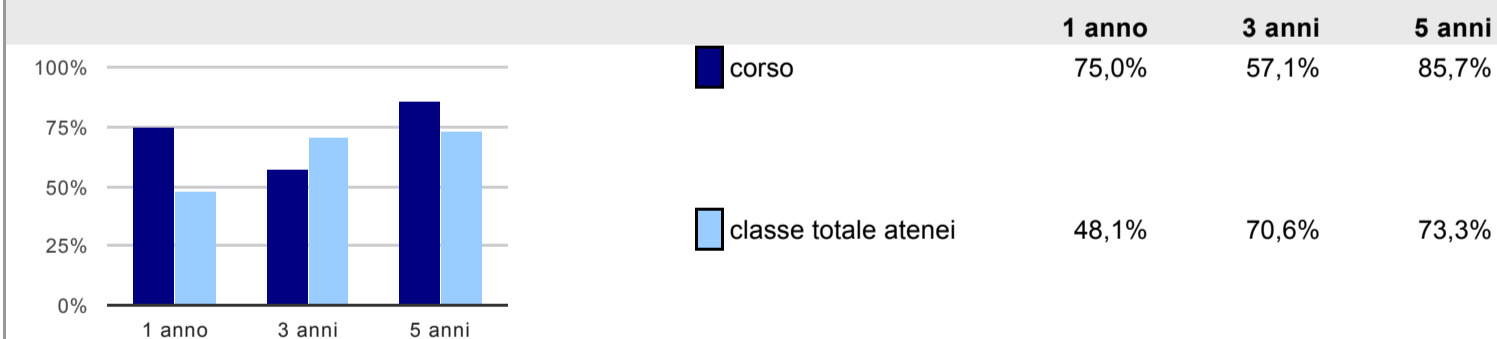 1 anno 3 anni 5 anni
100%
75%
50%
25%
0%
1 anno 3 anni 5 anni
corso 75,0% 57,1% 85,7%
classe totale atenei 48,1% 70,6% 73,3%